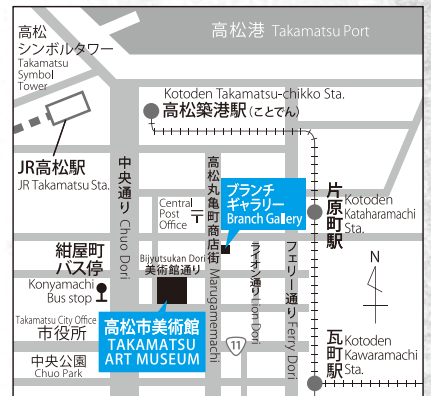 高松
シンボルタワー
Takamatsu
Symbol
Tower
高松港 Takamatsu Port
Kotoden Takamatsu-chikko Sta.
高松築港駅(ことでん)
JR高松駅
JR Takamatsu Sta.
中央通り Chuo Dori
高松丸亀町商店街 Marugamemachi
Central
Post
Office
〒
ブランチ
ギャラリー
Branch Gallery
片原町駅
Kotoden
Kataharamachi
Sta.
紺屋町
バス停
Konyamachi
Bus stop
Bijyutsukan Dori
美術館通り
ライオン通り Lion Dori
フェリー通り Ferry Dori
N
Takamatsu City Office
市役所
中央公園
Chuo Park
高松市美術館
TAKAMATSU
ART MUSEUM
11
瓦町駅
Kotoden
Kawaramachi
Sta.